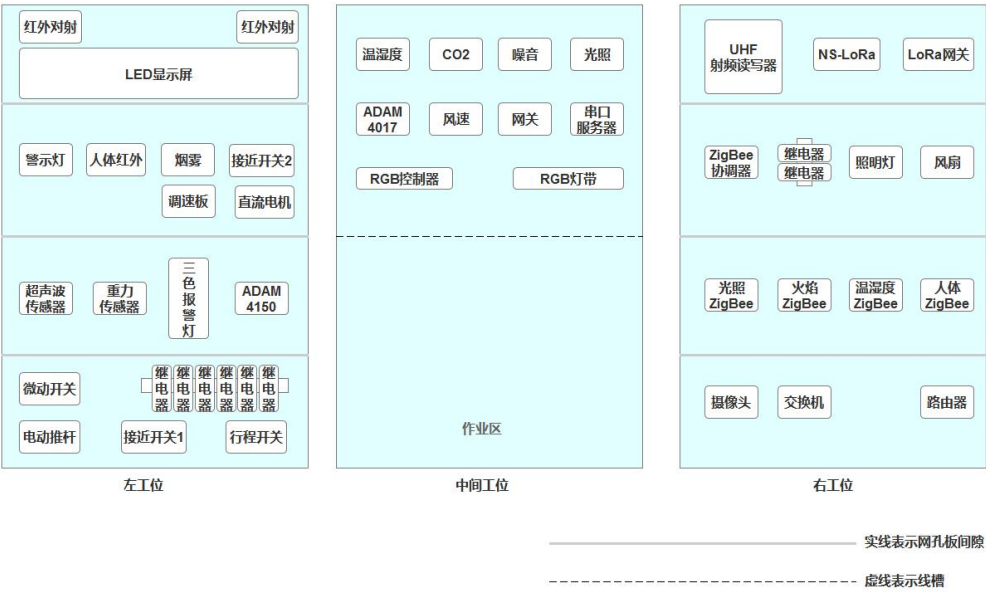 红外对射
红外对射
LED显示屏
警示灯
人体红外
烟雾
接近开关2
调速板
直流电机
超声波
传感器
重力
传感器
三
色
报
警
灯
ADAM
4150
微动开关
继
电
器
继
电
器
继
电
器
继
电
器
继
电
器
继
电
器
电动推杆
接近开关1
行程开关
左工位
温湿度
CO2
噪音
光照
ADAM
4017
风速
网关
串口
服务器
RGB控制器
RGB灯带
作业区
中间工位
UHF
射频读写器
NS-LoRa
LoRa网关
ZigBee
协调器
继电器
继电器
照明灯
风扇
光照
ZigBee
火焰
ZigBee
温湿度
ZigBee
人体
ZigBee
摄像头
交换机
路由器
右工位
实线表示网孔板间隙
虚线表示线槽